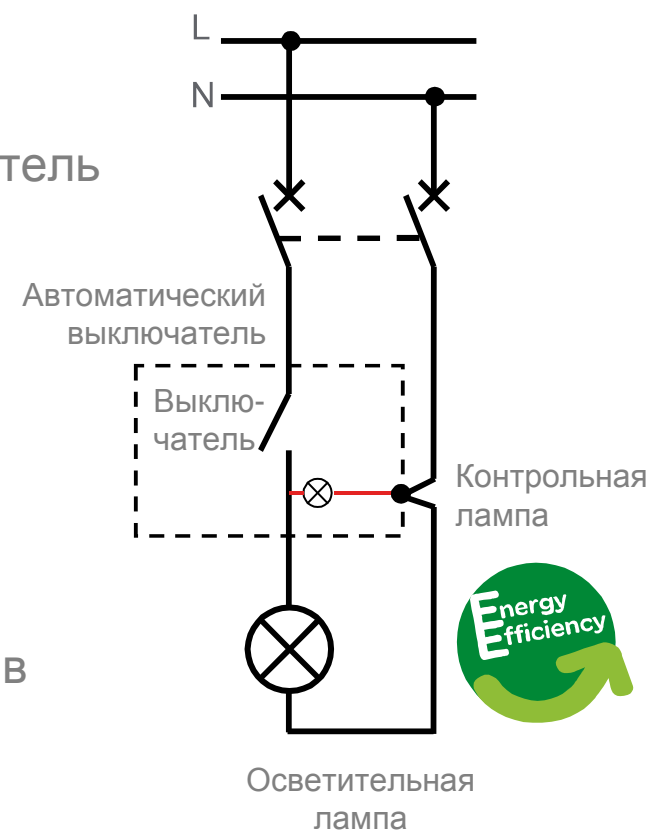 L
N
тель
Автоматический
выключатель
Выклю-
чатель
Контрольная
лампа
Energy
Efficiency
в
Осветительная
лампа